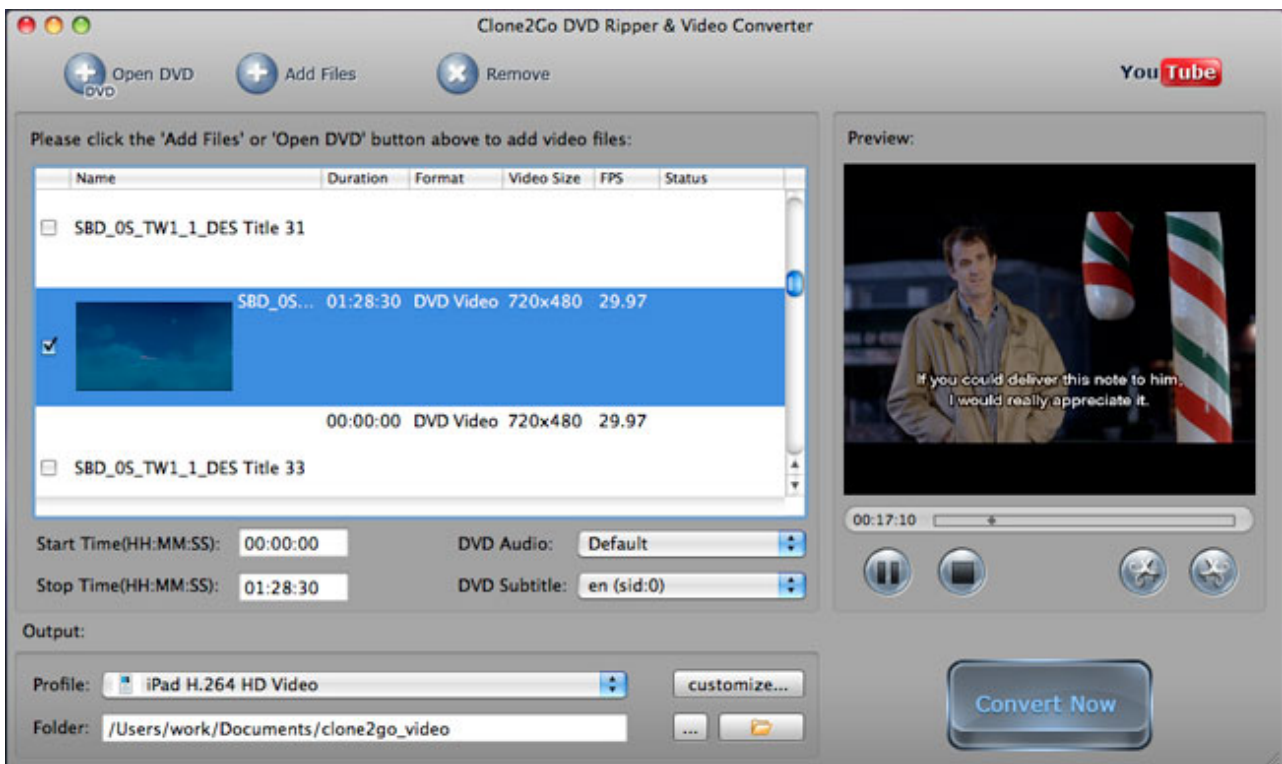 Clone2Go DVD Ripper & Video Converter
DVD
Open DVD
Add Files
Remove
You Tube
Please click the 'Add Files' or 'Open DVD' button above to add video files:
Name Duration Format Video Size FPS Status
SBD_0S_TW1_1_DES Title 31
SBD_0S... 01:28:30 DVD Video 720x480 29.97
00:00:00 DVD Video 720x480 29.97
SBD_0S_TW1_1_DES Title 33
Start Time(HH:MM:SS): 00:00:00
DVD Audio: Default
Stop Time(HH:MM:SS): 01:28:30
DVD Subtitle: en (sid:0)
Preview:
If you could deliver this note to him,
I would really appreciate it.
00:17:10
Output:
Profile: iPad H.264 HD Video
customize...
Folder: /Users/work/Documents/clone2go_video
...
Convert Now